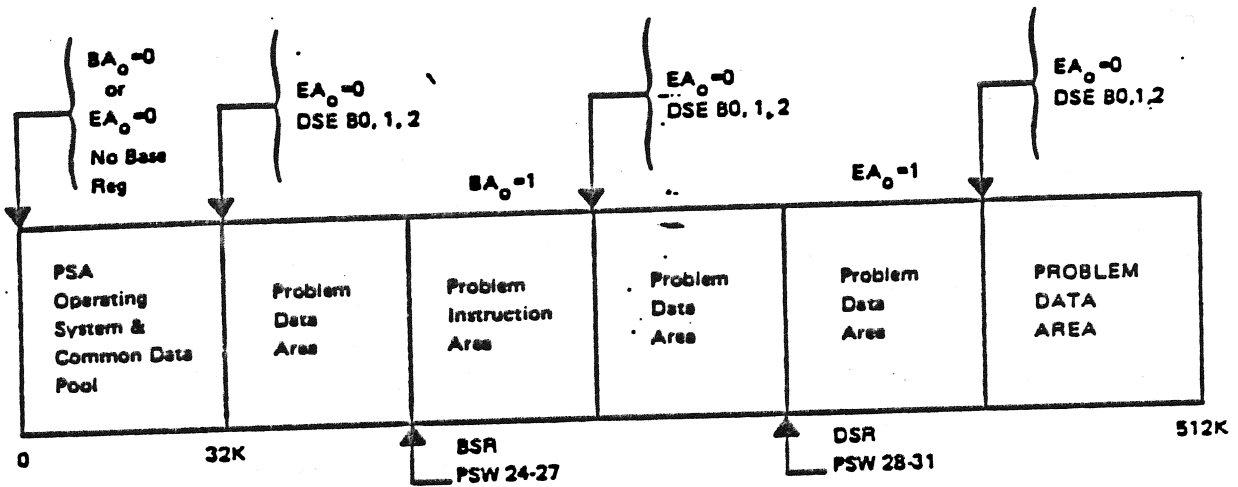 BA₀=0
or
EA₀=0
No Base
Reg
EA₀=0
DSE B0, 1, 2
EA₀=0
DSE B0, 1, 2
EA₀=0
DSE B0,1,2
BA₀=1
EA₀=1
PSA
Operating
System &
Common Data
Pool
Problem
Data
Area
Problem
Instruction
Area
Problem
Data
Area
Problem
Data
Area
PROBLEM
DATA
AREA
0
32K
BSR
PSW 24-27
DSR
PSW 28-31
512K